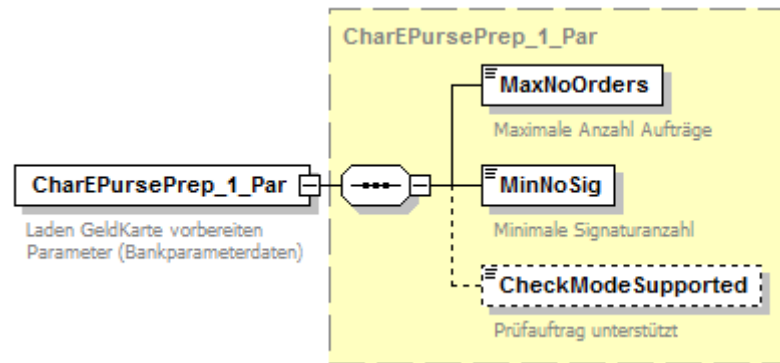 CharEPursePrep_1_Par
MaxNoOrders
Maximale Anzahl Aufträge
CharEPursePrep_1_Par
MinNoSig
Laden GeldKarte vorbereiten
Parameter (Bankparameterdaten)
Minimale Signaturanzahl
CheckModeSupported
Prüfauftrag unterstützt